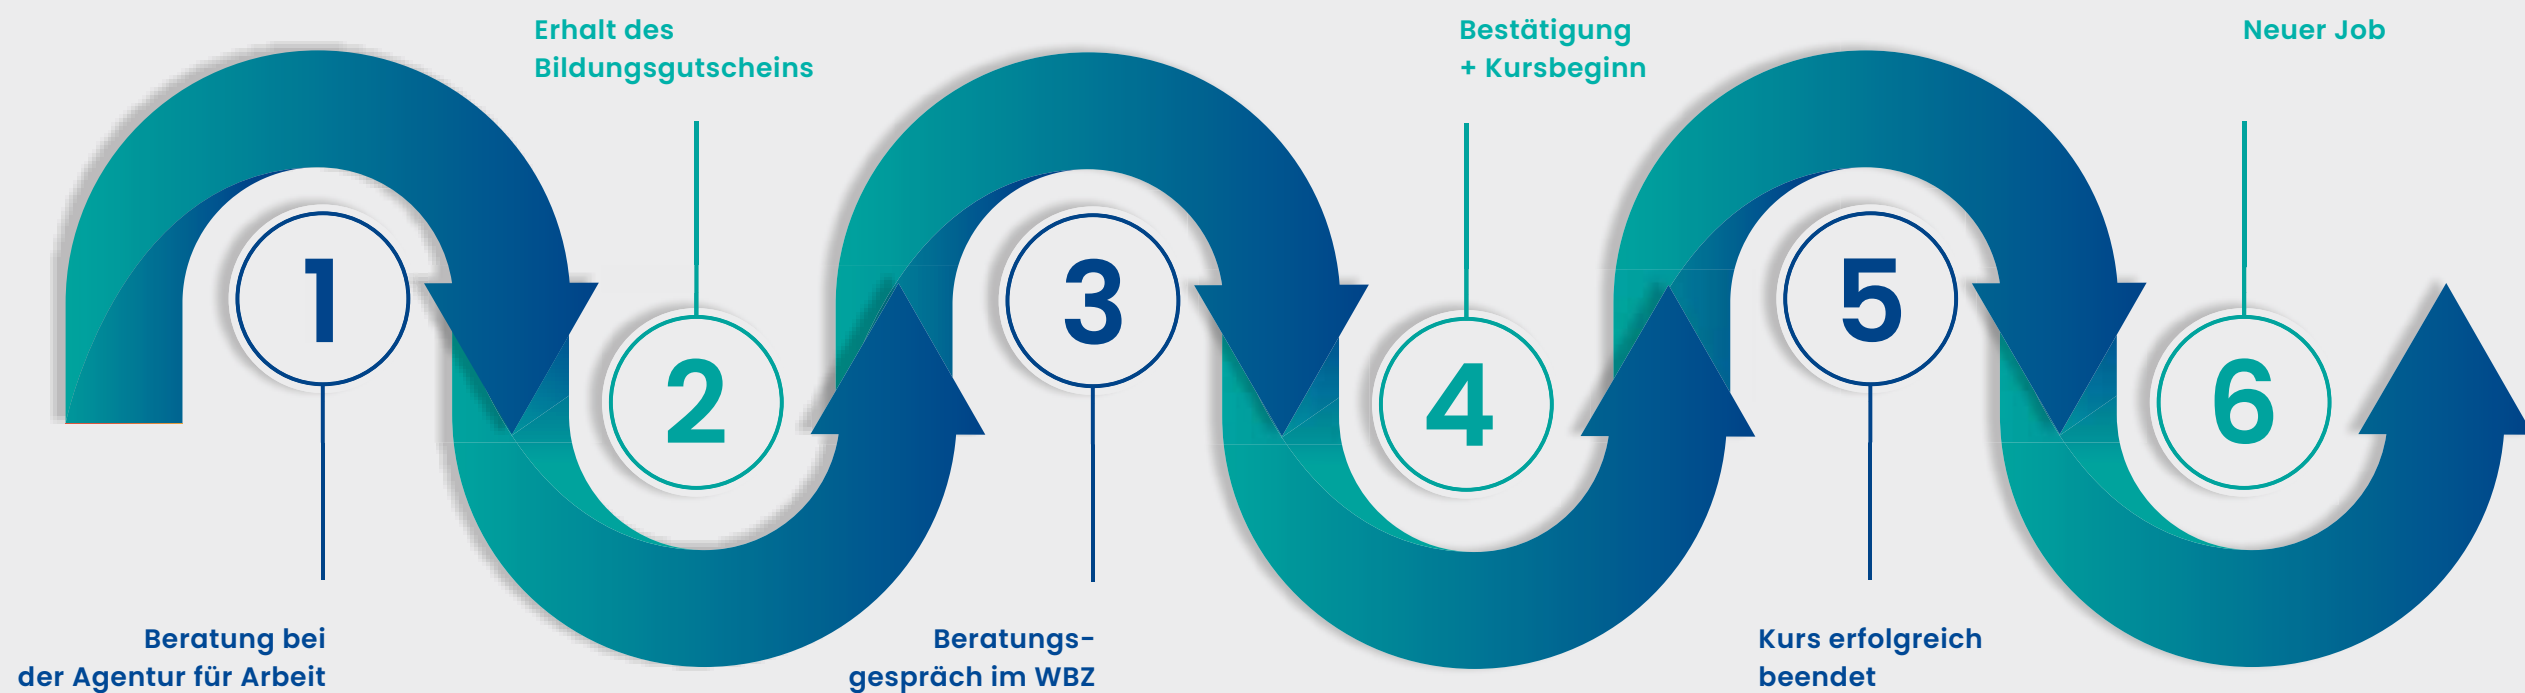 Erhalt des
Bildungsgutscheins
Bestätigung
+ Kursbeginn
Neuer Job
1
2
3
4
5
6
Beratung bei
der Agentur für Arbeit
Beratungs-
gespräch im WBZ
Kurs erfolgreich
beendet